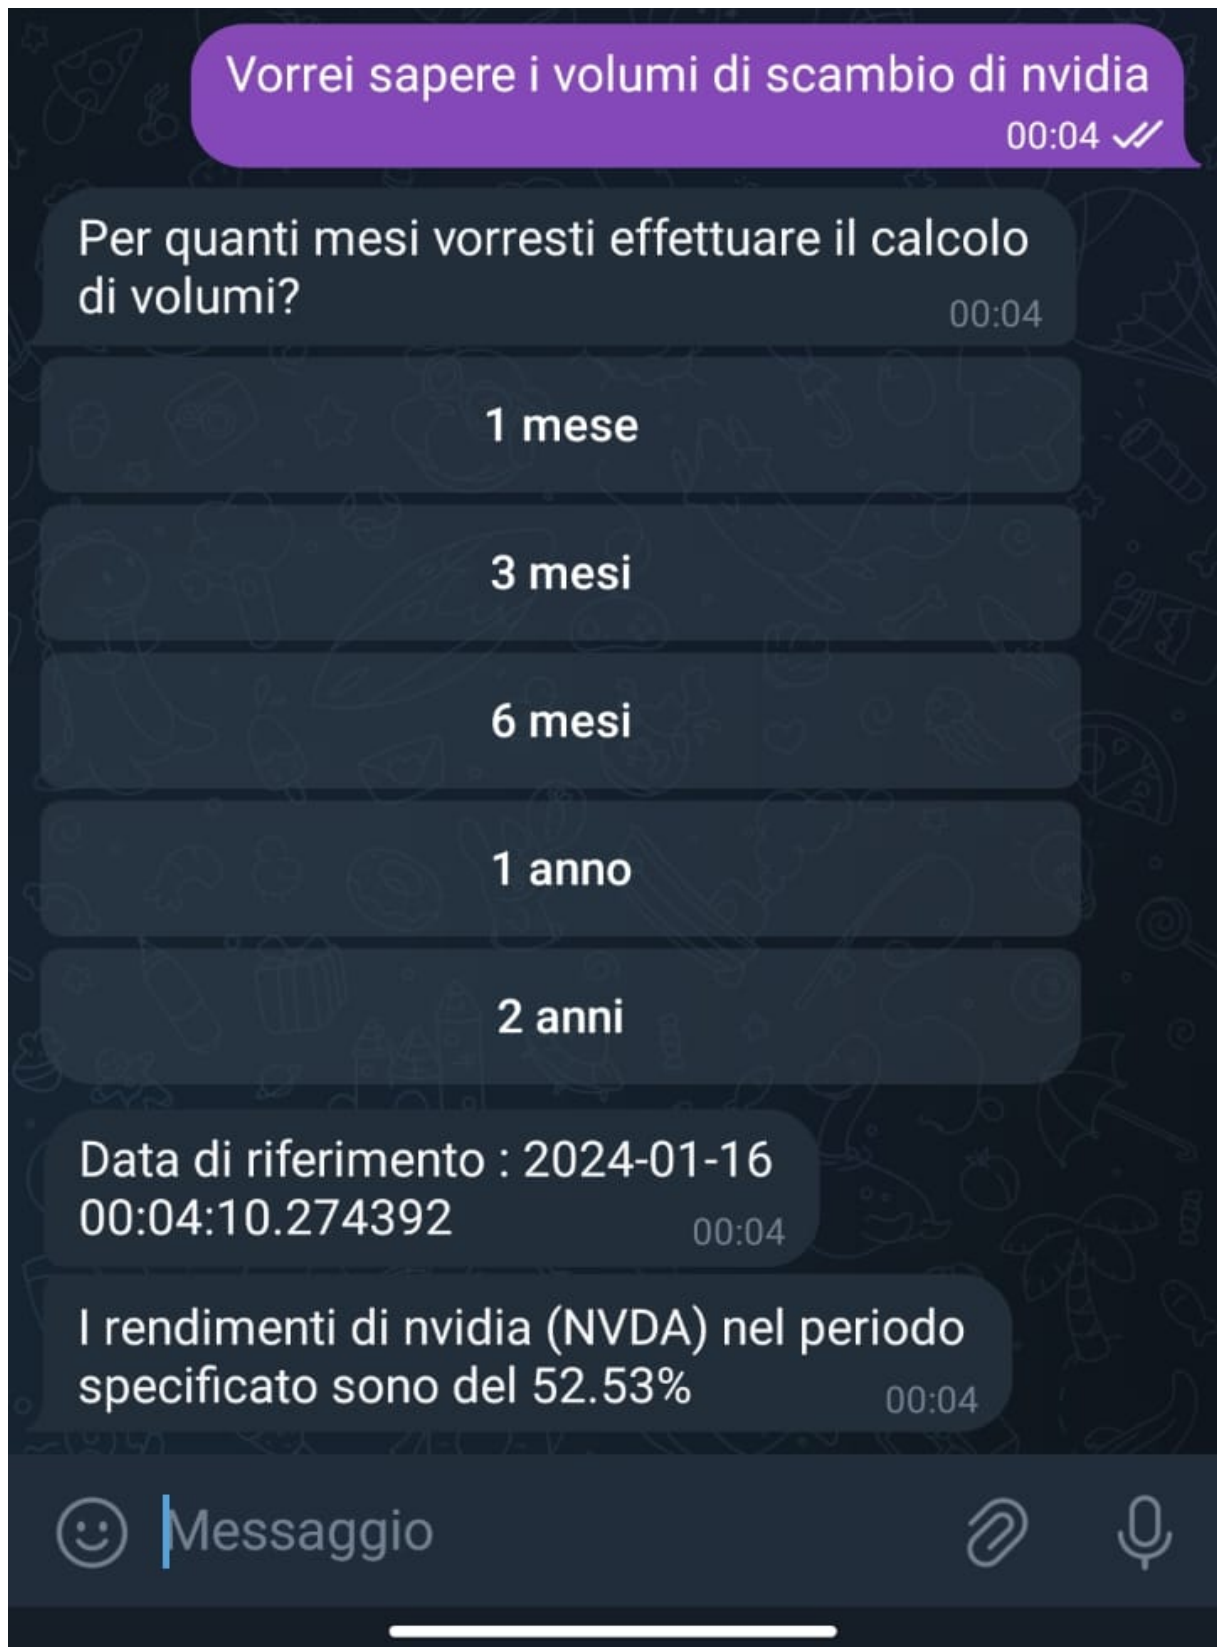 Vorrei sapere i volumi di scambio di nvidia
00:04
Per quanti mesi vorresti effettuare il calcolo
di volumi?
00:04
1 mese
3 mesi
6 mesi
1 anno
2 anni
Data di riferimento : 2024-01-16
00:04:10.274392
00:04
I rendimenti di nvidia (NVDA) nel periodo
specificato sono del 52.53%
00:04
Messaggio